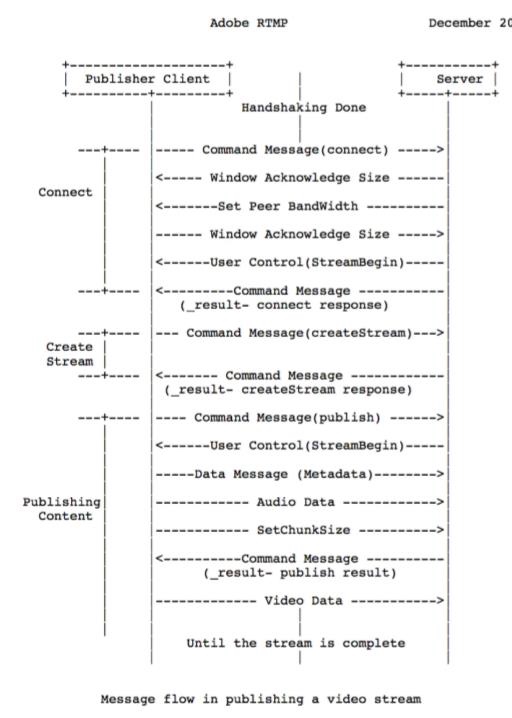 Adobe RTMP December 20
Publisher Client Server
Handshaking Done
Command Message(connect)
Window Acknowledge Size
Connect
Set Peer BandWidth
Window Acknowledge Size
User Control(StreamBegin)
Command Message
(_result- connect response)
Command Message(createStream)
Create
Stream
Command Message
(_result- createStream response)
Command Message(publish)
User Control(StreamBegin)
Data Message (Metadata)
Publishing
Audio Data
Content
SetChunkSize
Command Message
(_result- publish result)
Video Data
Until the stream is complete
Message flow in publishing a video stream